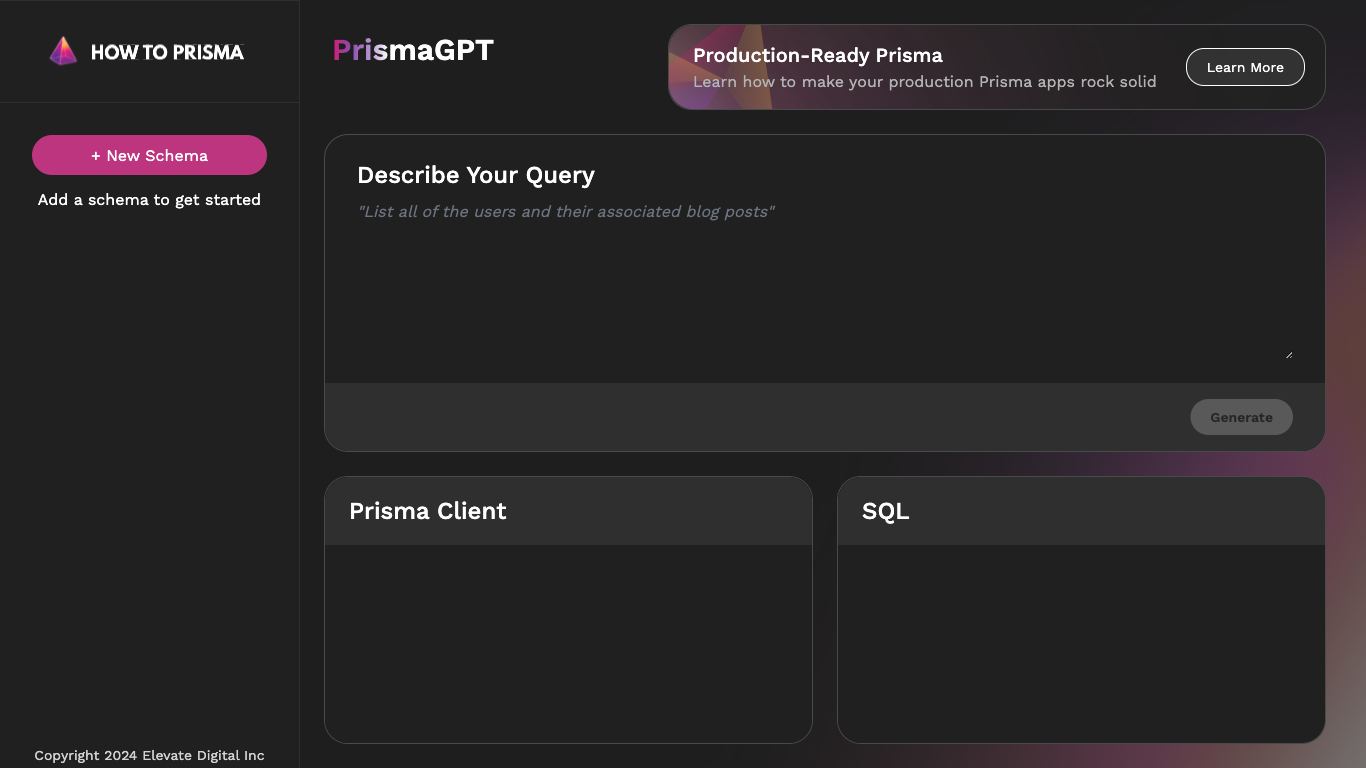 HOW TO PRISMA
+ New Schema
Add a schema to get started
Copyright 2024 Elevate Digital Inc
PrismaGPT
Production-Ready Prisma
Learn how to make your production Prisma apps rock solid
Learn More
Describe Your Query
"List all of the users and their associated blog posts"
Generate
Prisma Client
SQL